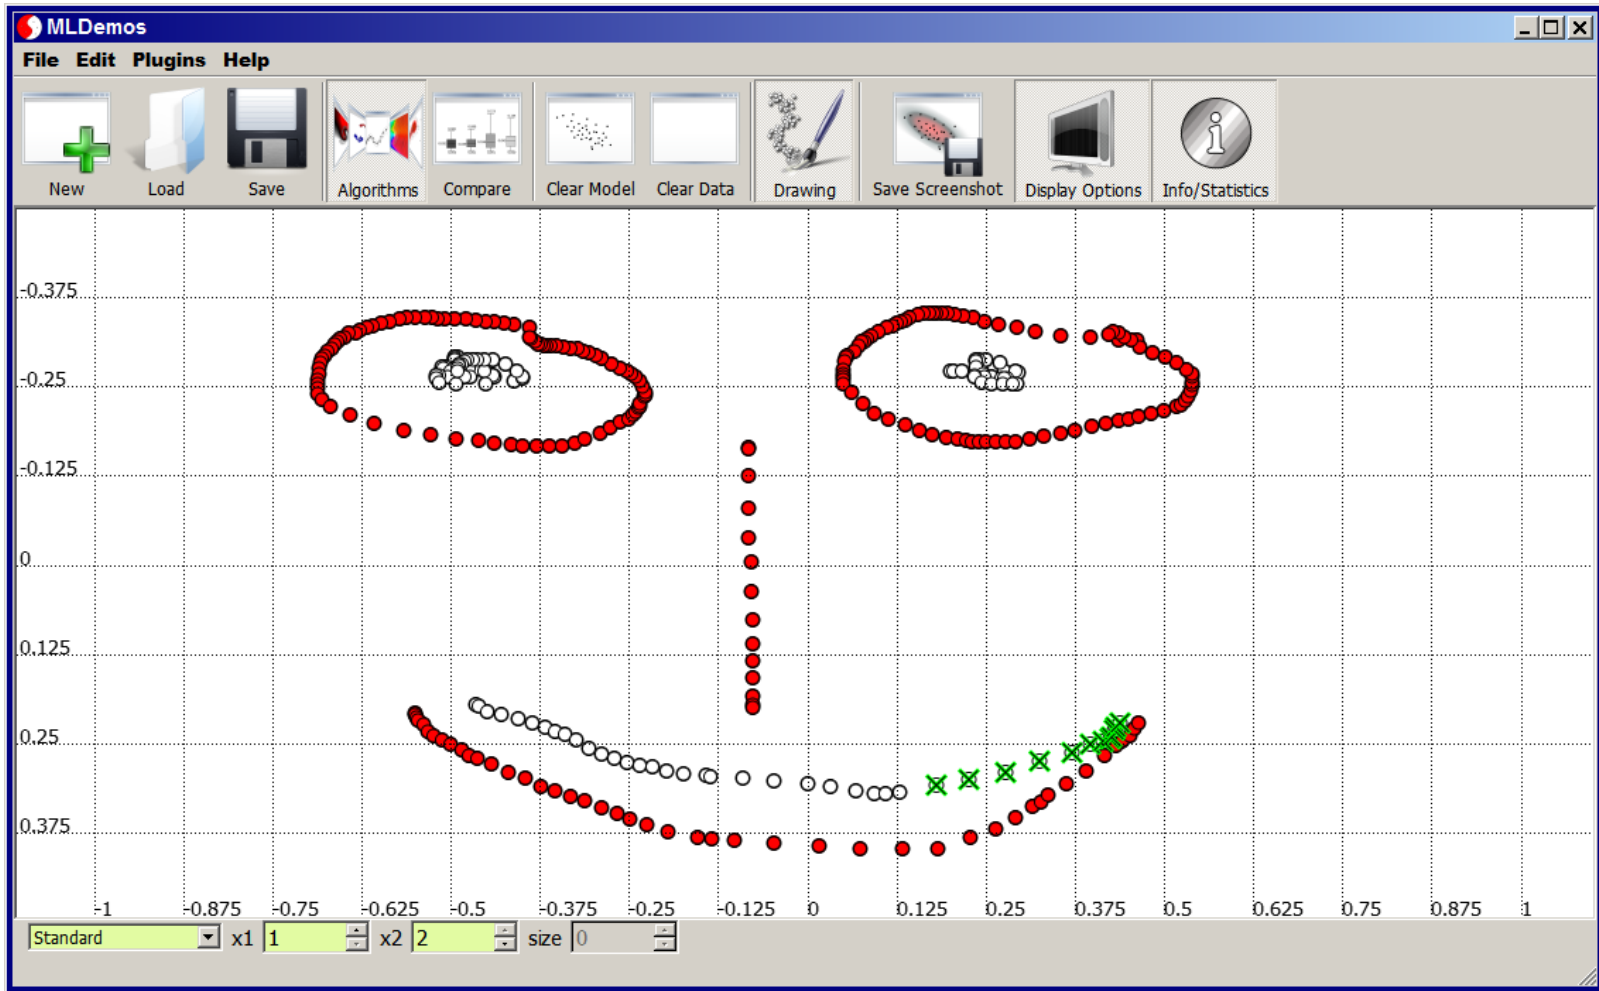 MLDemos
File Edit Plugins Help
New Load Save Algorithms Compare Clear Model Clear Data Drawing Save Screenshot Display Options Info/Statistics
-0.375
-0.25
-0.125
0
0.125
0.25
0.375
-1 -0.875 -0.75 -0.625 -0.5 -0.375 -0.25 -0.125 0 0.125 0.25 0.375 0.5 0.625 0.75 0.875 1
Standard x1 1 x2 2 size 0